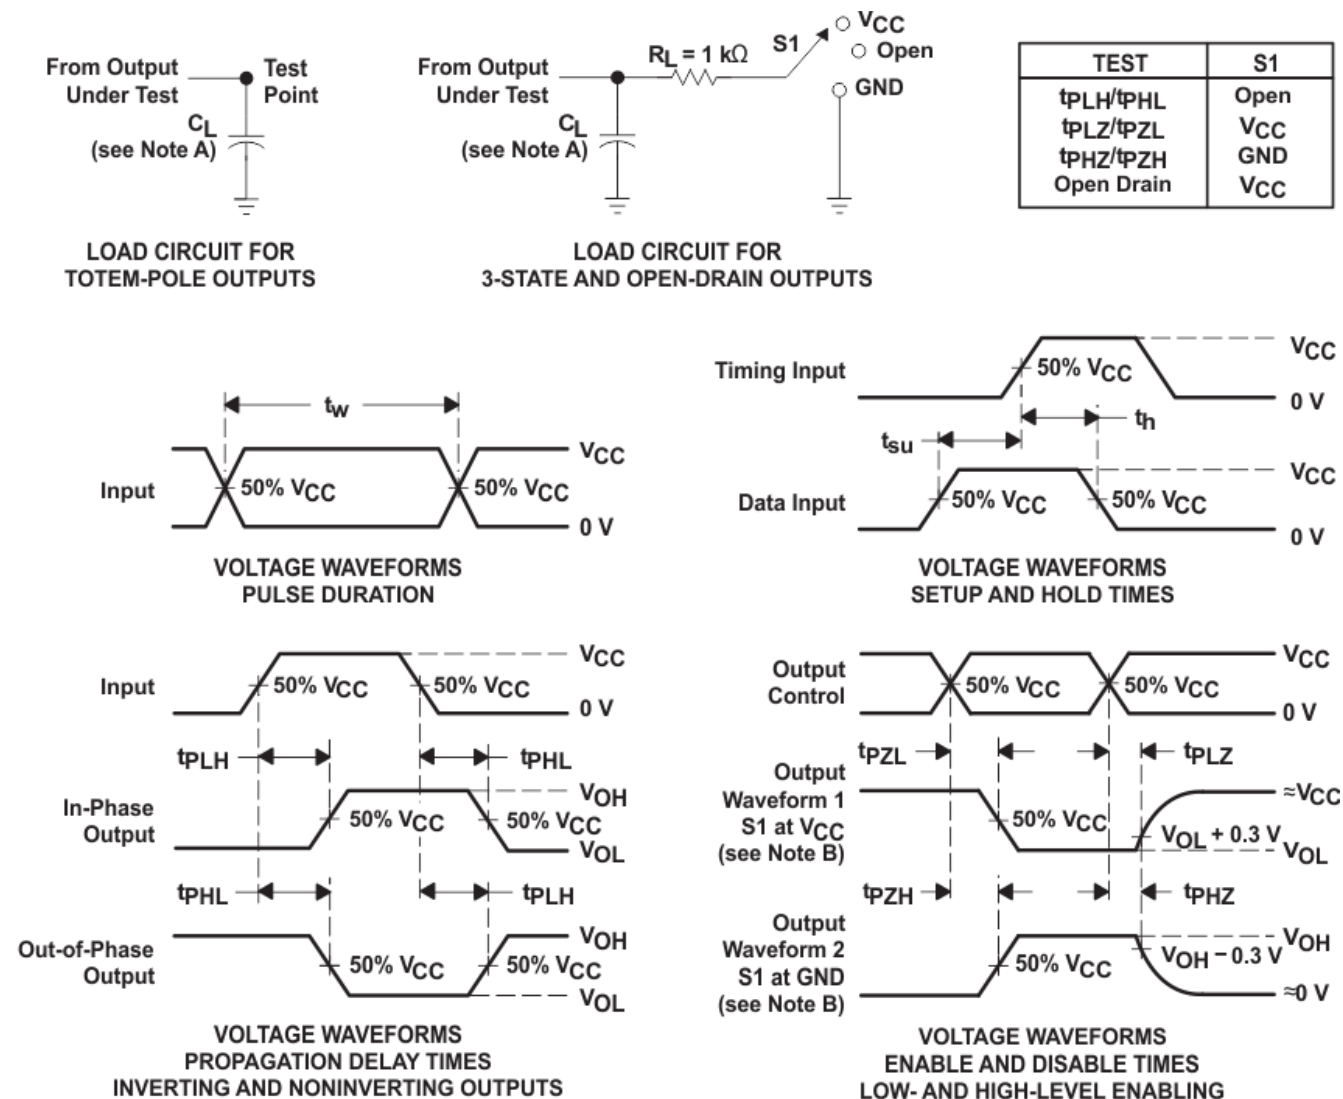 From Output
Under Test
Test
Point
CL
(see Note A)
LOAD CIRCUIT FOR
TOTEM-POLE OUTPUTS
From Output
Under Test
RL = 1 kΩ
S1
VCC
Open
GND
CL
(see Note A)
LOAD CIRCUIT FOR
3-STATE AND OPEN-DRAIN OUTPUTS
TEST S1
tPLH/tPHL Open
tPLZ/tPZL VCC
tPHZ/tPZH GND
Open Drain VCC
tw
Input
50% VCC
50% VCC
VCC
0 V
VOLTAGE WAVEFORMS
PULSE DURATION
Timing Input
50% VCC
VCC
0 V
tsu
th
Data Input
50% VCC
50% VCC
VCC
0 V
VOLTAGE WAVEFORMS
SETUP AND HOLD TIMES
Input
50% VCC
50% VCC
VCC
0 V
tPLH
tPHL
In-Phase
Output
50% VCC
50% VCC
VOH
VOL
tPHL
tPLH
Out-of-Phase
Output
50% VCC
50% VCC
VOH
VOL
VOLTAGE WAVEFORMS
PROPAGATION DELAY TIMES
INVERTING AND NONINVERTING OUTPUTS
Output
Control
50% VCC
50% VCC
VCC
0 V
tPZL
tPLZ
Output
Waveform 1
S1 at VCC
(see Note B)
50% VCC
VOL + 0.3 V
≈VCC
VOL
tPZH
tPHZ
Output
Waveform 2
S1 at GND
(see Note B)
50% VCC
VOH − 0.3 V
VOH
≈0 V
VOLTAGE WAVEFORMS
ENABLE AND DISABLE TIMES
LOW- AND HIGH-LEVEL ENABLING